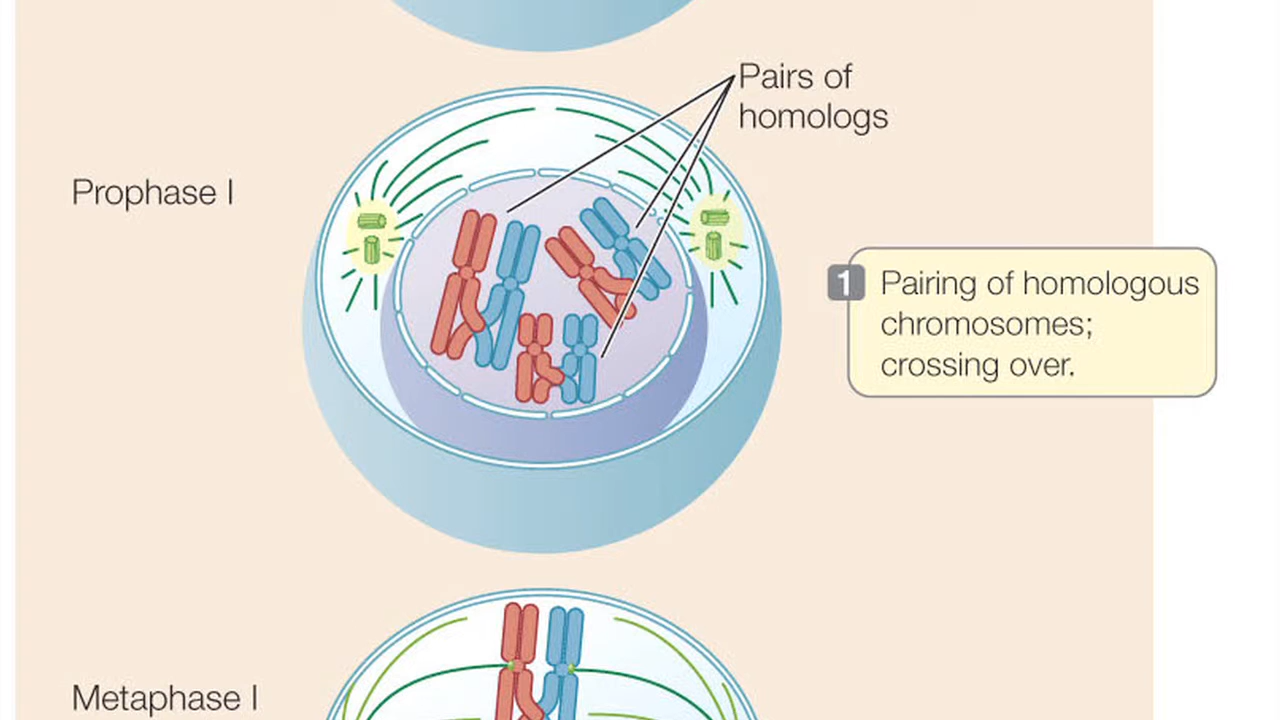 Pairs of
homologs
Prophase I
1
Pairing of homologous
chromosomes;
crossing over.
Metaphase I